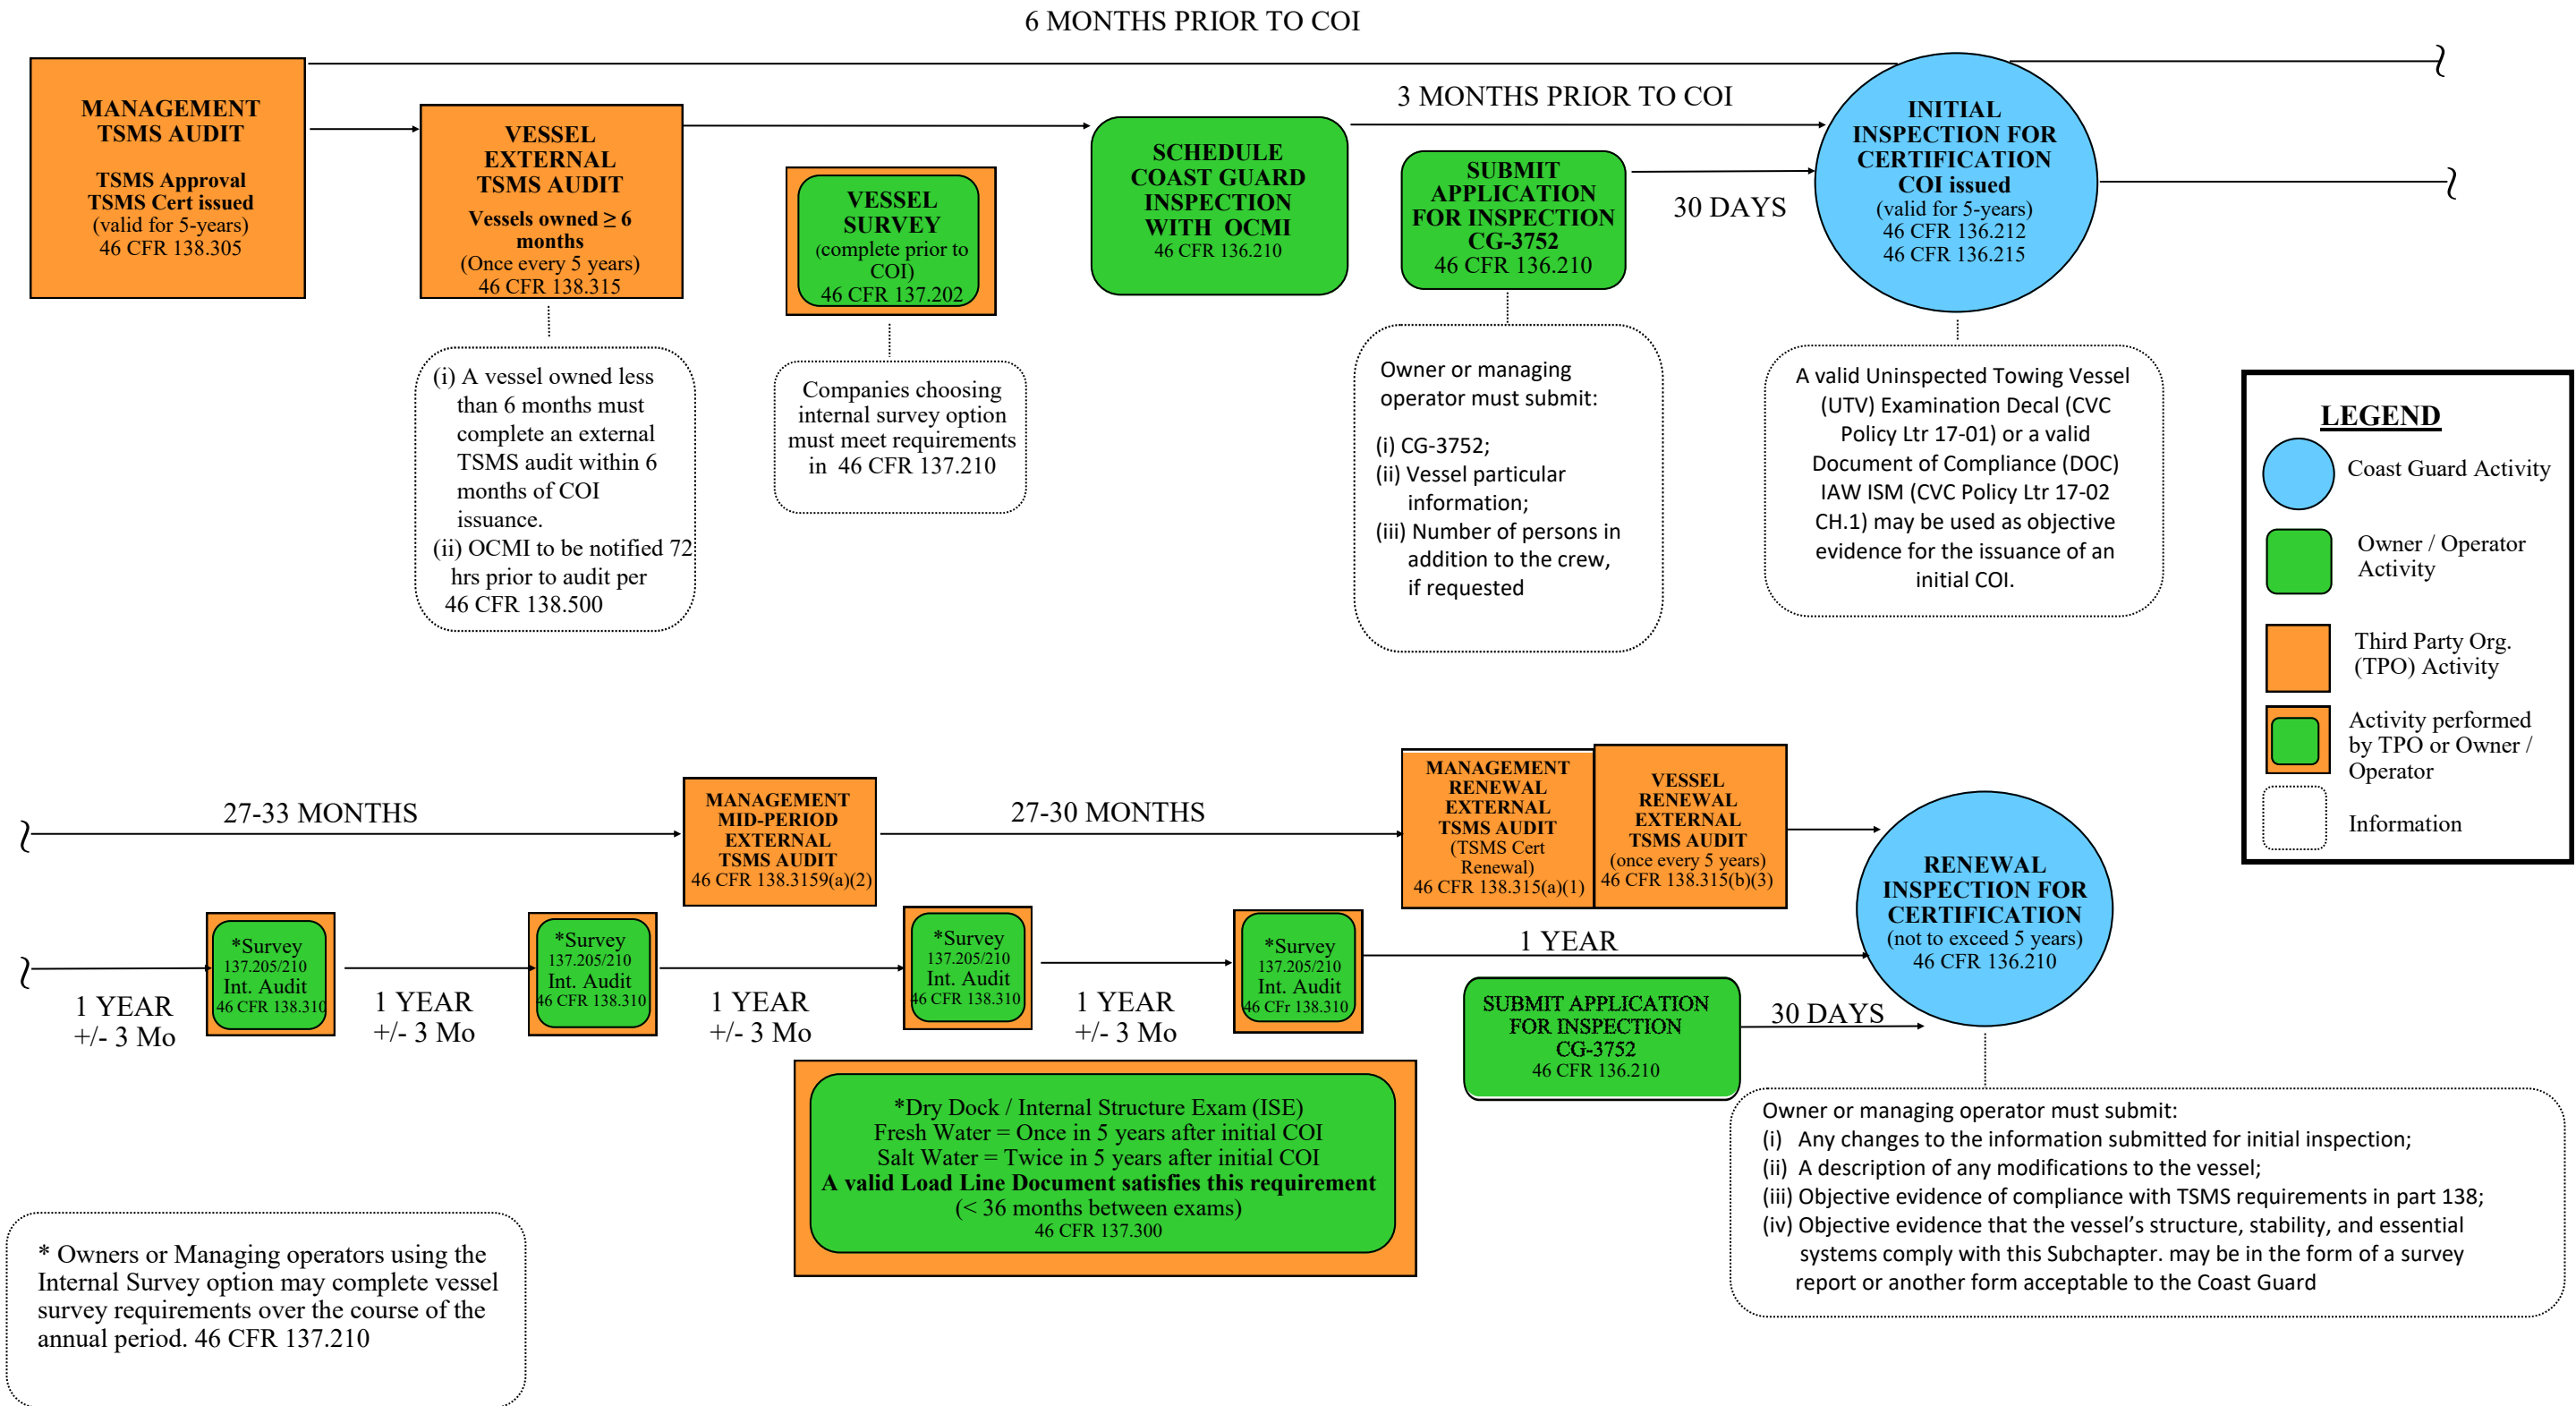 6 MONTHS PRIOR TO COI
MANAGEMENT
TSMS AUDIT
TSMS Approval
TSMS Cert issued
(valid for 5-years)
46 CFR 138.305
VESSEL
EXTERNAL
TSMS AUDIT
Vessels owned ≥ 6
months
(Once every 5 years)
46 CFR 138.315
VESSEL
SURVEY
(complete prior to
COI)
46 CFR 137.202
SCHEDULE
COAST GUARD
INSPECTION
WITH OCMI
46 CFR 136.210
3 MONTHS PRIOR TO COI
SUBMIT
APPLICATION
FOR INSPECTION
CG-3752
46 CFR 136.210
30 DAYS
INITIAL
INSPECTION FOR
CERTIFICATION
COI issued
(valid for 5-years)
46 CFR 136.212
46 CFR 136.215
(i) A vessel owned less
than 6 months must
complete an external
TSMS audit within 6
months of COI
issuance.
(ii) OCMI to be notified 72
hrs prior to audit per
46 CFR 138.500
Companies choosing
internal survey option
must meet requirements
in 46 CFR 137.210
Owner or managing
operator must submit:
(i) CG-3752;
(ii) Vessel particular
information;
(iii) Number of persons in
addition to the crew,
if requested
A valid Uninspected Towing Vessel
(UTV) Examination Decal (CVC
Policy Ltr 17-01) or a valid
Document of Compliance (DOC)
IAW ISM (CVC Policy Ltr 17-02
CH.1) may be used as objective
evidence for the issuance of an
initial COI.
LEGEND
Coast Guard Activity
Owner / Operator
Activity
Third Party Org.
(TPO) Activity
Activity performed
by TPO or Owner /
Operator
Information
27-33 MONTHS
MANAGEMENT
MID-PERIOD
EXTERNAL
TSMS AUDIT
46 CFR 138.3159(a)(2)
27-30 MONTHS
MANAGEMENT
RENEWAL
EXTERNAL
TSMS AUDIT
(TSMS Cert
Renewal)
46 CFR 138.315(a)(1)
VESSEL
RENEWAL
EXTERNAL
TSMS AUDIT
(once every 5 years)
46 CFR 138.315(b)(3)
RENEWAL
INSPECTION FOR
CERTIFICATION
(not to exceed 5 years)
46 CFR 136.210
1 YEAR
+/- 3 Mo
*Survey
137.205/210
Int. Audit
46 CFR 138.310
1 YEAR
+/- 3 Mo
*Survey
137.205/210
Int. Audit
46 CFR 138.310
1 YEAR
+/- 3 Mo
*Survey
137.205/210
Int. Audit
46 CFR 138.310
1 YEAR
+/- 3 Mo
*Survey
137.205/210
Int. Audit
46 CFr 138.310
1 YEAR
SUBMIT APPLICATION
FOR INSPECTION
CG-3752
46 CFR 136.210
30 DAYS
*Dry Dock / Internal Structure Exam (ISE)
Fresh Water = Once in 5 years after initial COI
Salt Water = Twice in 5 years after initial COI
A valid Load Line Document satisfies this requirement
(< 36 months between exams)
46 CFR 137.300
Owner or managing operator must submit:
(i) Any changes to the information submitted for initial inspection;
(ii) A description of any modifications to the vessel;
(iii) Objective evidence of compliance with TSMS requirements in part 138;
(iv) Objective evidence that the vessel’s structure, stability, and essential
systems comply with this Subchapter. may be in the form of a survey
report or another form acceptable to the Coast Guard
* Owners or Managing operators using the
Internal Survey option may complete vessel
survey requirements over the course of the
annual period. 46 CFR 137.210